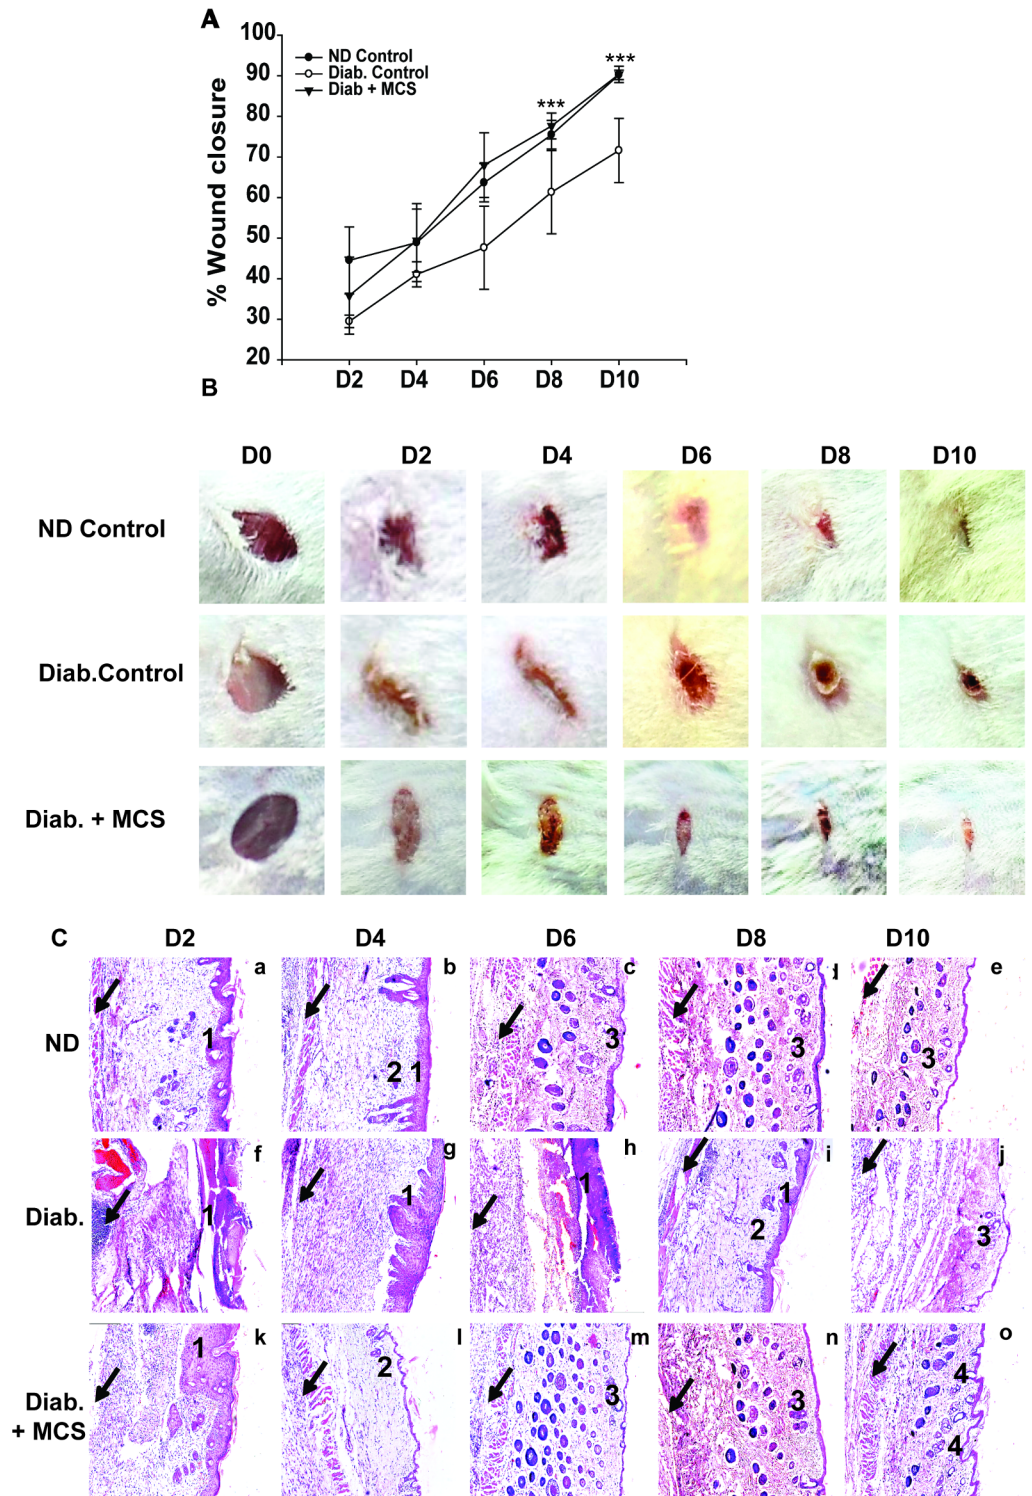 A
100
90
80
70
60
50
40
30
20
% Wound closure
ND Control
Diab. Control
Diab + MCS
***
***
D2 D4 D6 D8 D10
B
D0 D2 D4 D6 D8 D10
ND Control
Diab.Control
Diab. + MCS
C D2 D4 D6 D8 D10
ND
a b c d e
1 2 1 3 3 3
Diab.
f g h i j
1 1 1 1 2 3
Diab.
+ MCS
k l m n o
1 2 3 3 4 4